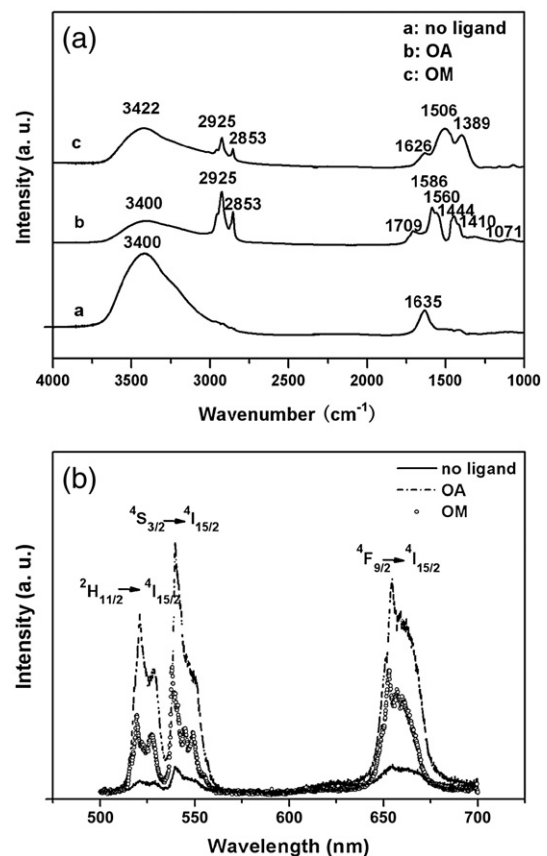 (a)
a: no ligand
b: OA
c: OM
3422
2925
2853
1506
1389
1626
c
3400
2925
2853
1586
1560
1444
1410
1709
1071
b
3400
1635
a
Intensity (a. u.)
4000 3500 3000 2500 2000 1500 1000
Wavenumber (cm⁻¹)
(b)
no ligand
OA
OM
⁴S₃/₂→⁴I₁₅/₂
²H₁₁/₂→⁴I₁₅/₂
⁴F₉/₂→⁴I₁₅/₂
Intensity (a. u.)
500 550 600 650 700
Wavelength (nm)